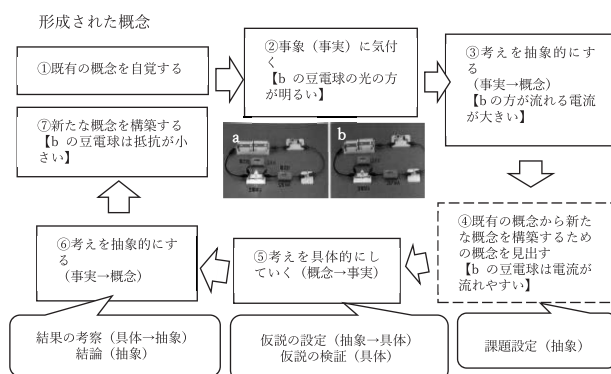 形成された概念
①既有の概念を自覚する
②事象（事実）に気付
く
【b の豆電球の光の方
が明るい】
③考えを抽象的にす
る
（事実→概念）
【bの方が流れる電流
が大きい】
⑦新たな概念を構築する
【b の豆電球は抵抗が小
さい】
a
b
④既有の概念から新た
な概念を構築するため
の概念を見出す
【b の豆電球は電流が
流れやすい】
⑥考えを抽象的にす
る
（事実→概念）
⑤考えを具体的にし
ていく（概念→事実）
結果の考察（具体→抽象）
結論（抽象）
仮説の設定（抽象→具体）
仮説の検証（具体）
課題設定（抽象）